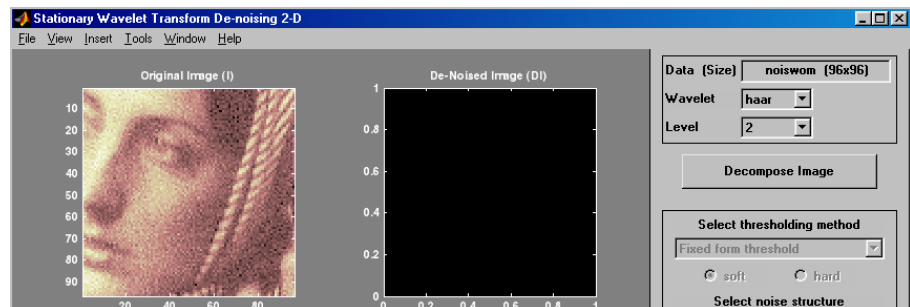 Stationary Wavelet Transform De-noising 2-D
File View Insert Tools Window Help
Original Image (I)
10
20
30
40
50
60
70
80
90
20 40 60 80
De-Noised Image (DI)
1
0.8
0.6
0.4
0.2
0
0 0.2 0.4 0.6 0.8 1
Data (Size) noiswom (96x96)
Wavelet haar
Level 2
Decompose Image
Select thresholding method
Fixed form threshold
soft hard
Select noise structure